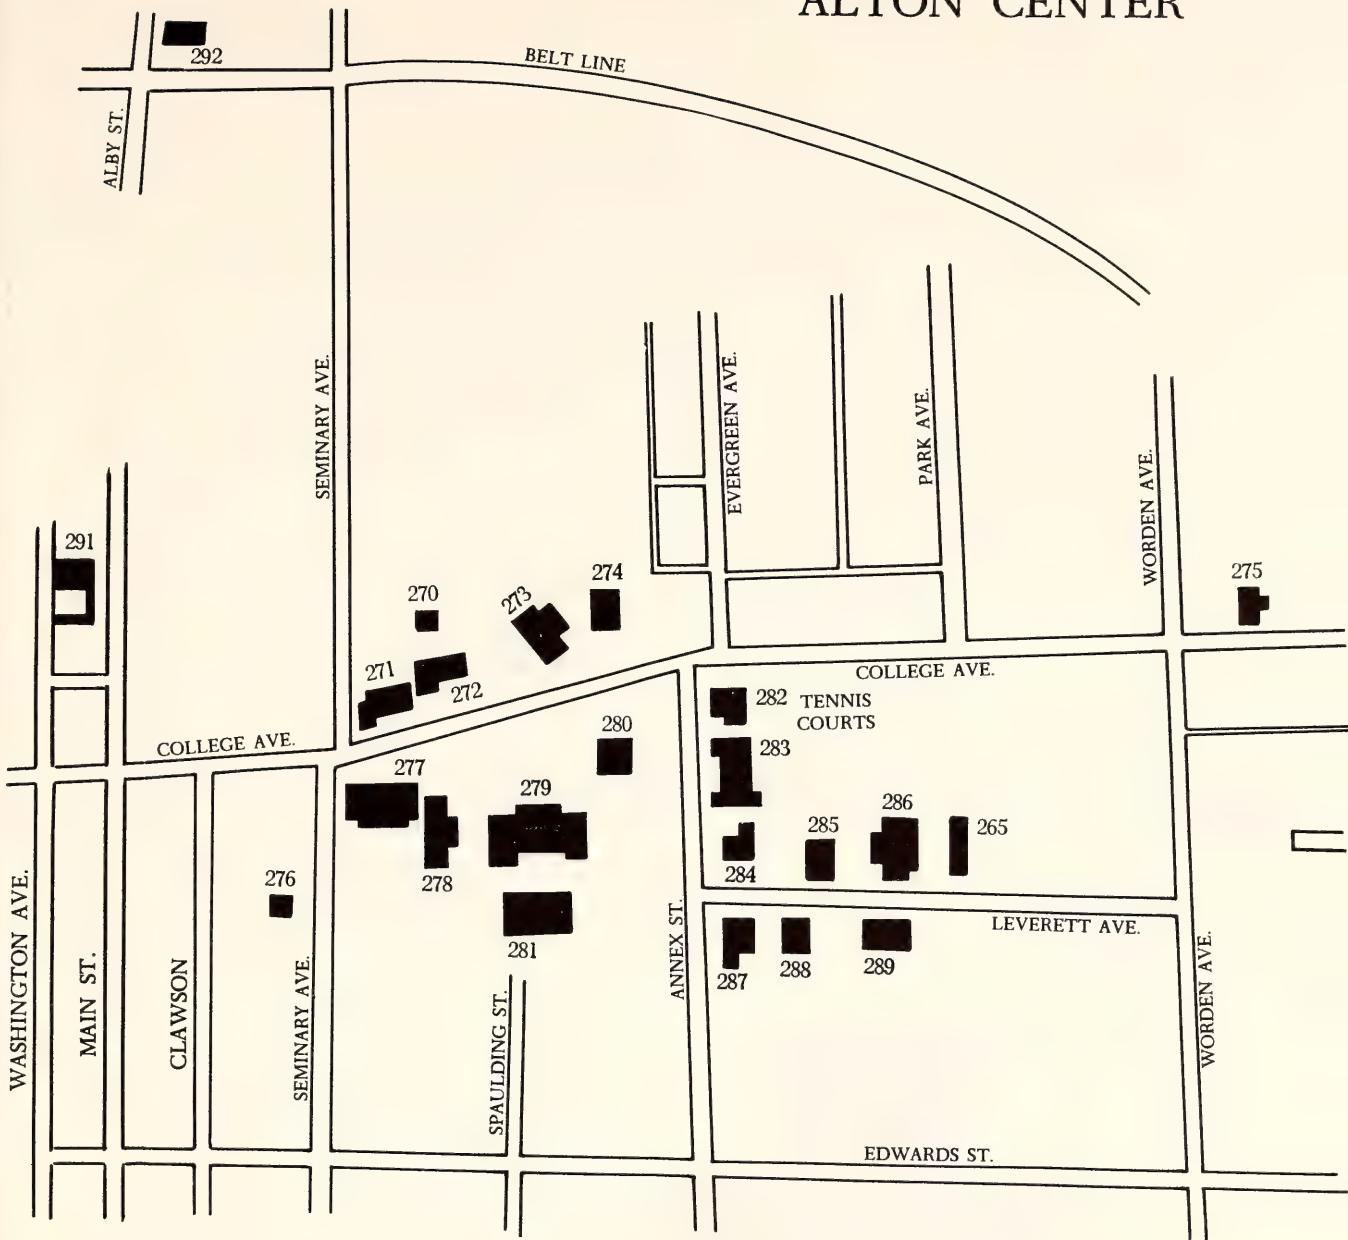 ALTON CENTER
292
BELT LINE
ALBY ST.
SEMINARY AVE.
EVERGREEN AVE.
PARK AVE.
WORDEN AVE.
291
270
273
274
275
271
272
COLLEGE AVE.
282 TENNIS
COURTS
280
COLLEGE AVE.
283
277
279
286
285
265
276
278
284
WASHINGTON AVE.
MAIN ST.
CLAWSON
SEMINARY AVE.
281
ANNEX ST.
LEVERETT AVE.
287
288
289
SPAULDING ST.
WORDEN AVE.
EDWARDS ST.